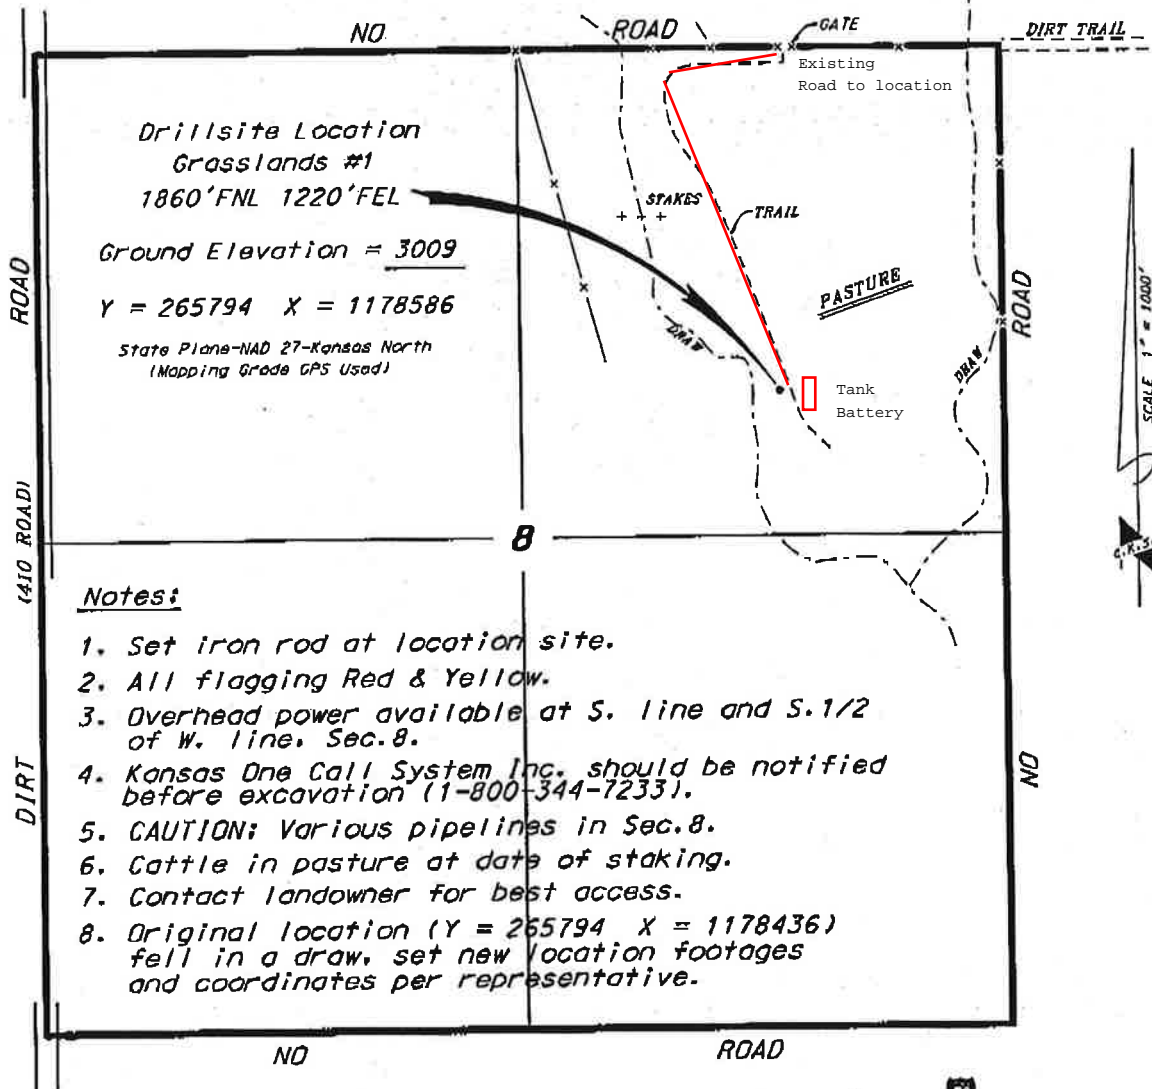 NO ROAD
GATE
DIRT TRAIL
Existing
Road to location
Drillsite Location
Grasslands #1
1860'FNL 1220'FEL
Ground Elevation = 3009
Y = 265794 X = 1178586
State Plane-NAD 27-Kansas North
(Mapping Grade GPS Used)
STAKES
TRAIL
PASTURE
DRAW
DRAW
Tank
Battery
ROAD
ROAD
SCALE 1" = 1000'
8
(410 ROAD)
DIRT
NO
Notes:
1. Set iron rod at location site.
2. All flagging Red & Yellow.
3. Overhead power available at S. line and S.1/2
of W. line. Sec.8.
4. Kansas One Call System Inc. should be notified
before excavation (1-800-344-7233).
5. CAUTION: Various pipelines in Sec.8.
6. Cattle in pasture at date of staking.
7. Contact landowner for best access.
8. Original location (Y = 265794 X = 1178436)
fell in a draw, set new location footages
and coordinates per representative.
NO ROAD